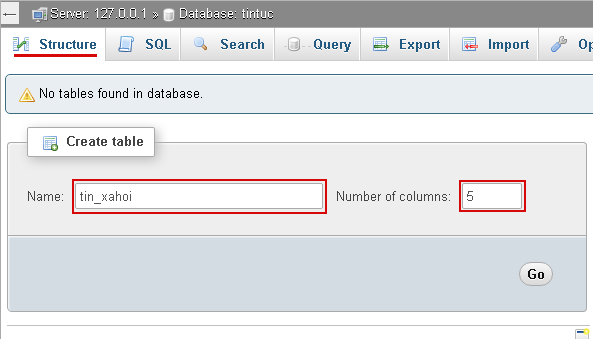 Server: 127.0.0.1 » Database: tintuc
Structure SQL Search Query Export Import Op
No tables found in database.
Create table
Name: tin_xahoi Number of columns: 5
Go